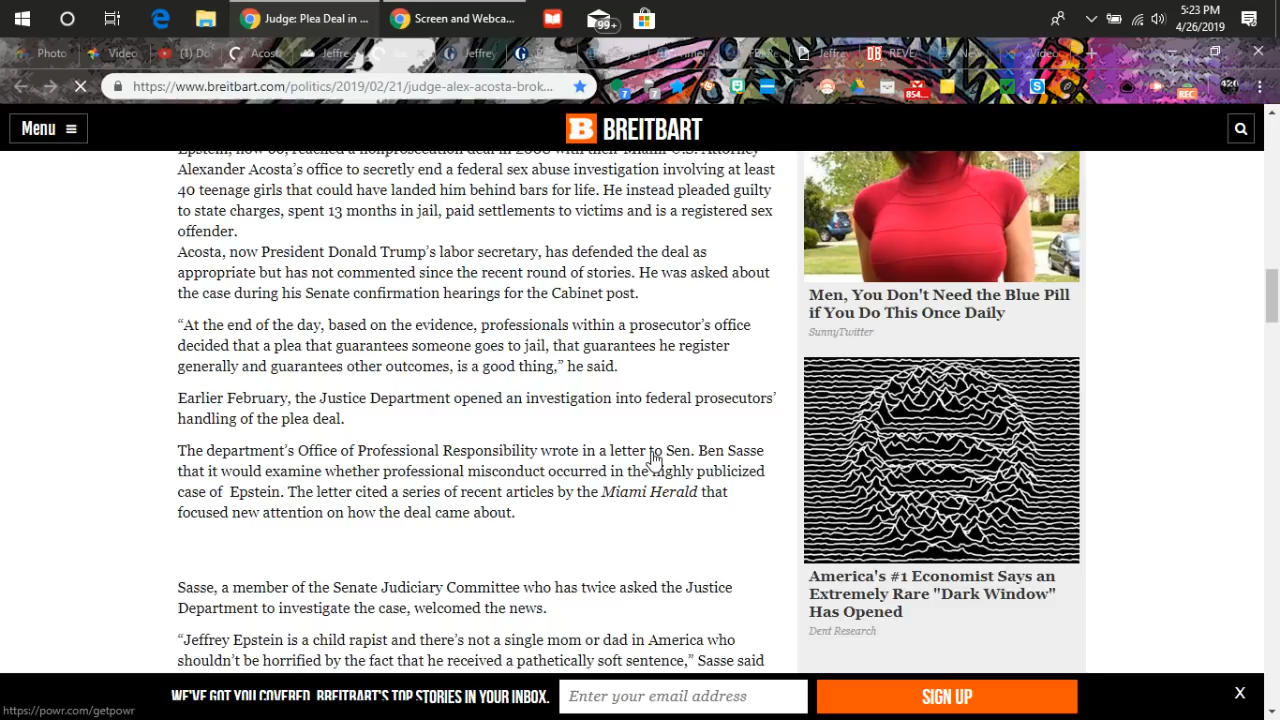 Judge: Plea Deal in ...
Screen and Webca...
99+
5:23 PM
4/26/2019
Photo
Video
(1) Do
Acost
Jeffre
Jeffrey
Jeffre
REVE
Video
https://www.breitbart.com/politics/2019/02/21/judge-alex-acosta-brok...
7
7
854...
REC
Menu
BREITBART
Alexander Acosta's office to secretly end a federal sex abuse investigation involving at least
40 teenage girls that could have landed him behind bars for life. He instead pleaded guilty
to state charges, spent 13 months in jail, paid settlements to victims and is a registered sex
offender.
Acosta, now President Donald Trump's labor secretary, has defended the deal as
appropriate but has not commented since the recent round of stories. He was asked about
the case during his Senate confirmation hearings for the Cabinet post.
“At the end of the day, based on the evidence, professionals within a prosecutor's office
decided that a plea that guarantees someone goes to jail, that guarantees he register
generally and guarantees other outcomes, is a good thing,” he said.
Earlier February, the Justice Department opened an investigation into federal prosecutors’
handling of the plea deal.
The department's Office of Professional Responsibility wrote in a letter to Sen. Ben Sasse
that it would examine whether professional misconduct occurred in the highly publicized
case of Epstein. The letter cited a series of recent articles by the Miami Herald that
focused new attention on how the deal came about.
Sasse, a member of the Senate Judiciary Committee who has twice asked the Justice
Department to investigate the case, welcomed the news.
“Jeffrey Epstein is a child rapist and there's not a single mom or dad in America who
shouldn't be horrified by the fact that he received a pathetically soft sentence,” Sasse said
Men, You Don't Need the Blue Pill
if You Do This Once Daily
SunnyTwitter
America's #1 Economist Says an
Extremely Rare "Dark Window"
Has Opened
Dent Research
WE'VE GOT YOU COVERED. BREITBART'S TOP STORIES IN YOUR INBOX.
Enter your email address
SIGN UP
X
https://powr.com/getpowr